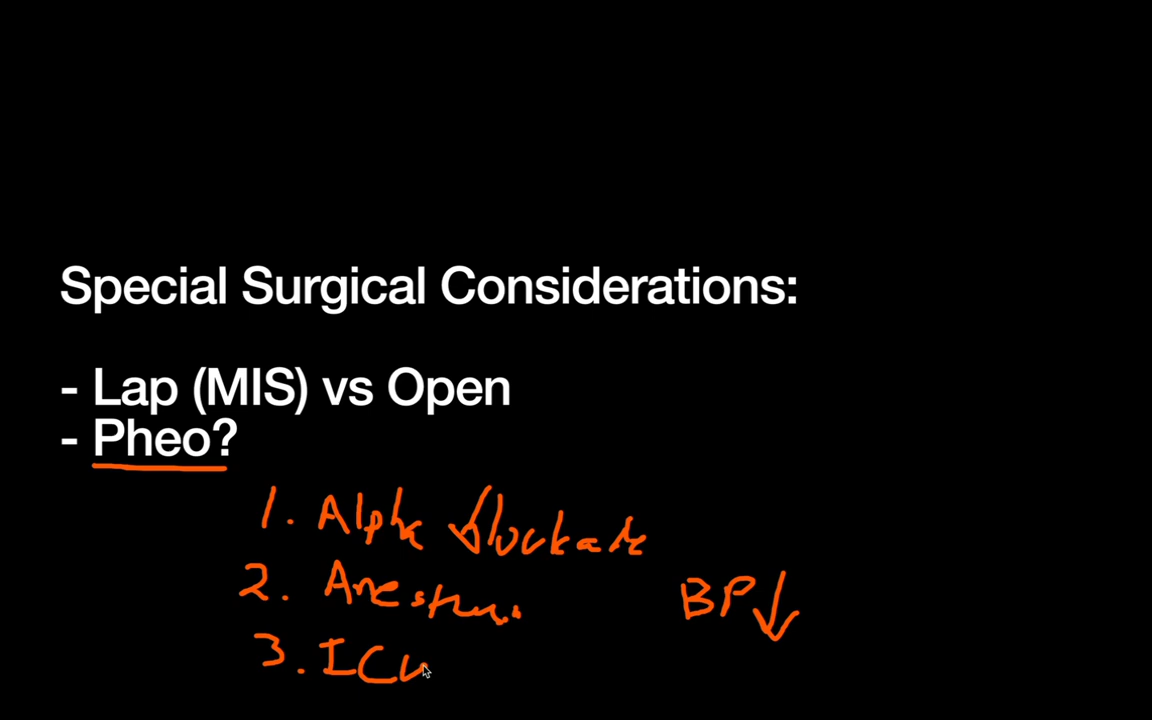 Special Surgical Considerations:
- Lap (MIS) vs Open
- Pheo?
1. Alpha blockade
2. Anesthesia
BP↓
3. ICU